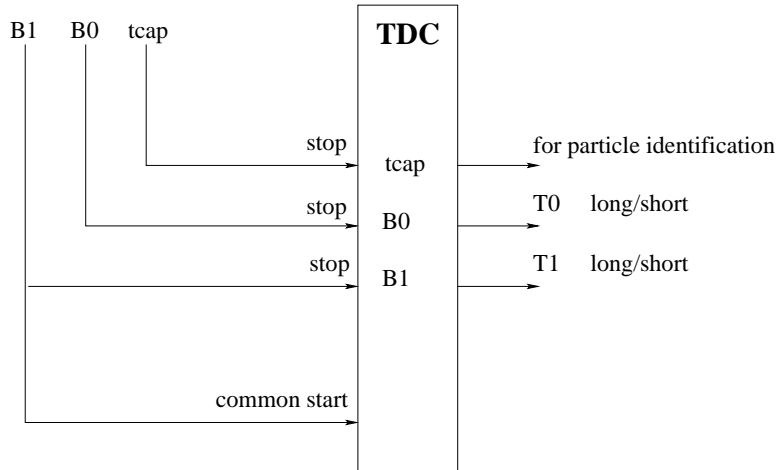 B1 B0 tcap
TDC
stop
tcap
for particle identification
stop
B0
T0 long/short
stop
B1
T1 long/short
common start